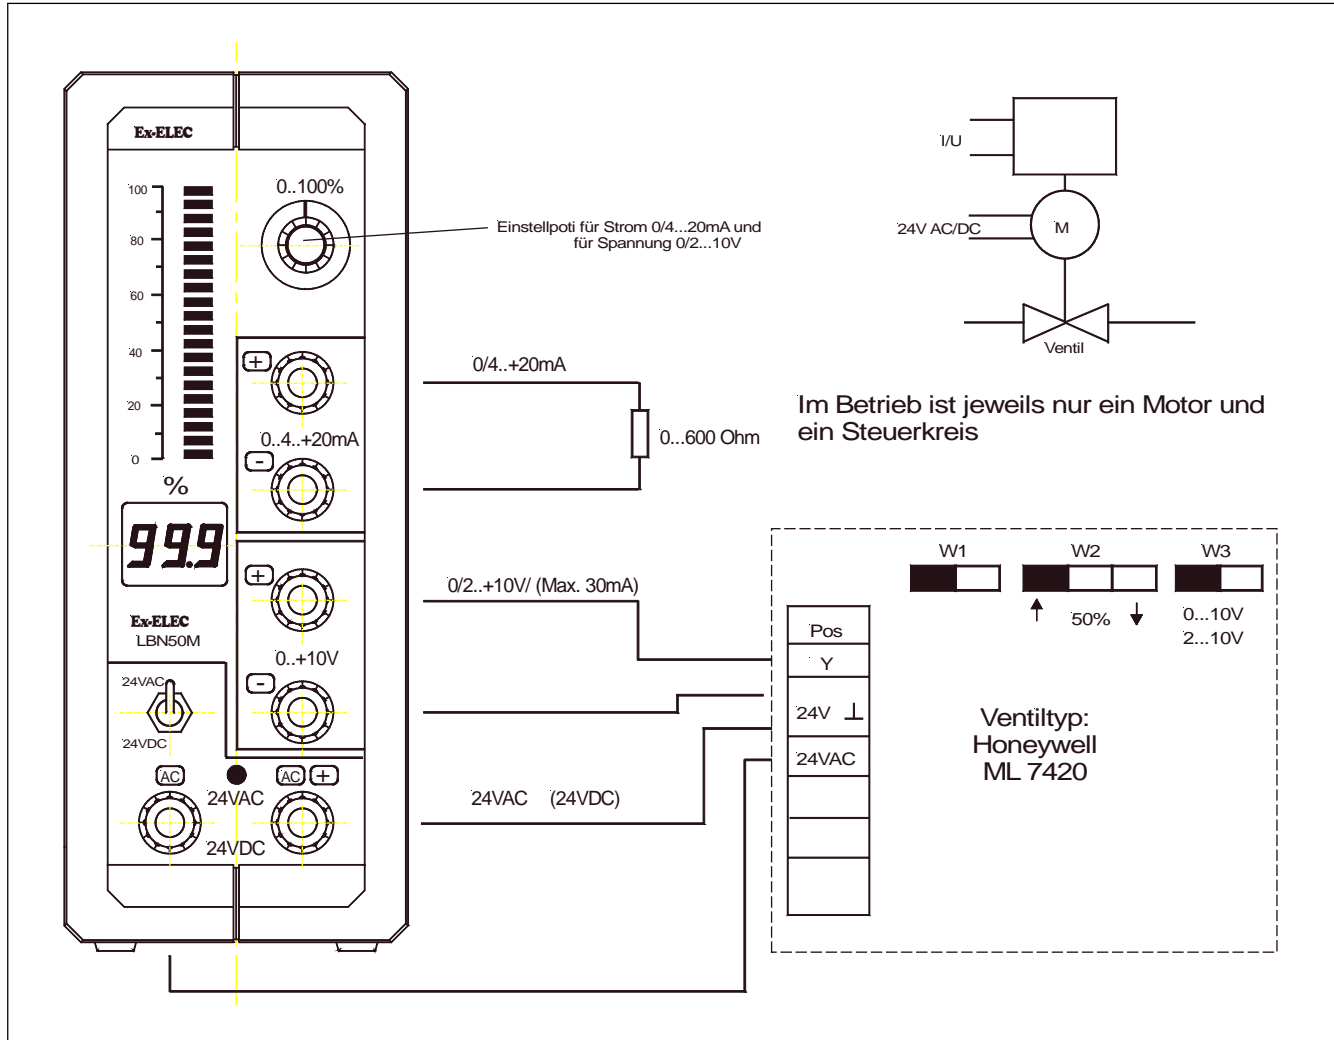 Ex-ELEC
100
80
60
40
20
0
%
99.9
Ex-ELEC
LBN50M
24VAC
24VDC
AC
24VAC
24VDC
AC
+
0..100%
+
0..4..+20mA
-
+
0..+10V
-
Einstellpoti für Strom 0/4...20mA und
für Spannung 0/2...10V
0/4..+20mA
0...600 Ohm
0/2..+10V/ (Max. 30mA)
24VAC (24VDC)
I/U
24V AC/DC
M
Ventil
Im Betrieb ist jeweils nur ein Motor und
ein Steuerkreis
W1
W2
W3
50%
0...10V
2...10V
Pos
Y
24V ⊥
24VAC
Ventiltyp:
Honeywell
ML 7420